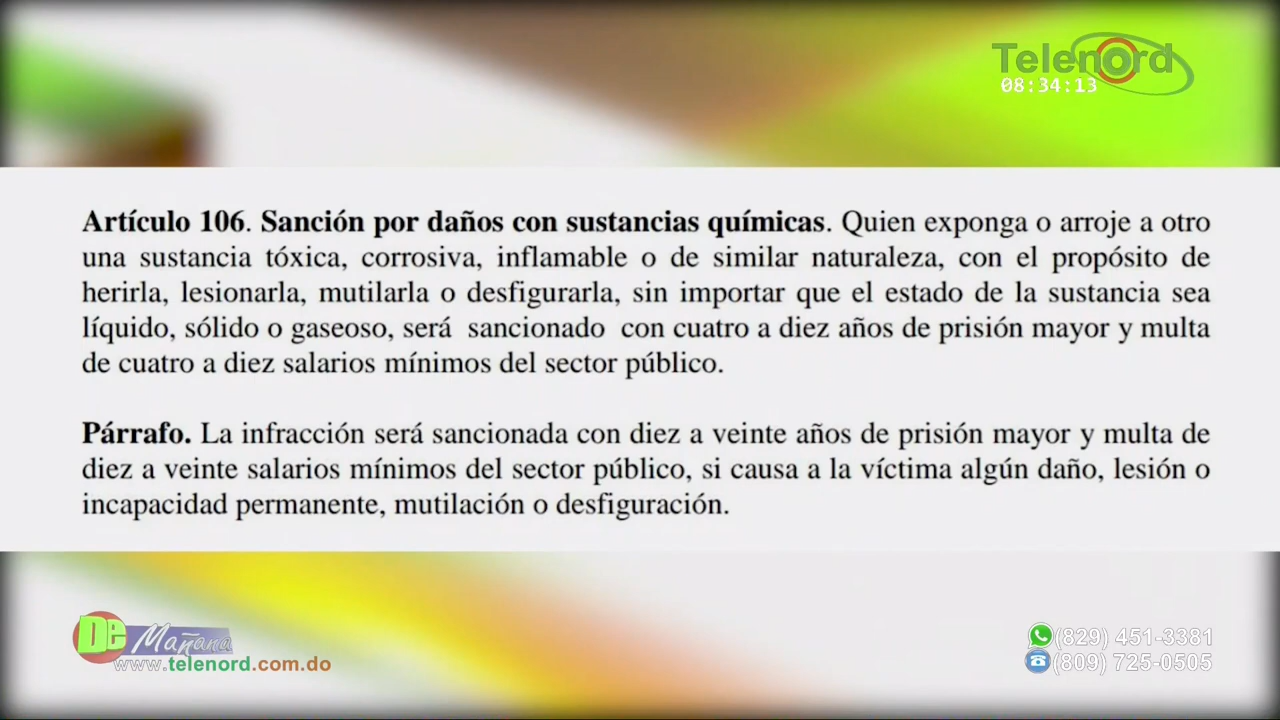 Telenord
08:34:13
Artículo 106. Sanción por daños con sustancias químicas. Quien exponga o arroje a otro
una sustancia tóxica, corrosiva, inflamable o de similar naturaleza, con el propósito de
herirla, lesionarla, mutilarla o desfigurarla, sin importar que el estado de la sustancia sea
líquido, sólido o gaseoso, será sancionado con cuatro a diez años de prisión mayor y multa
de cuatro a diez salarios mínimos del sector público.
Párrafo. La infracción será sancionada con diez a veinte años de prisión mayor y multa de
diez a veinte salarios mínimos del sector público, si causa a la víctima algún daño, lesión o
incapacidad permanente, mutilación o desfiguración.
De Mañana
www.telenord.com.do
(829) 451-3381
(809) 725-0505